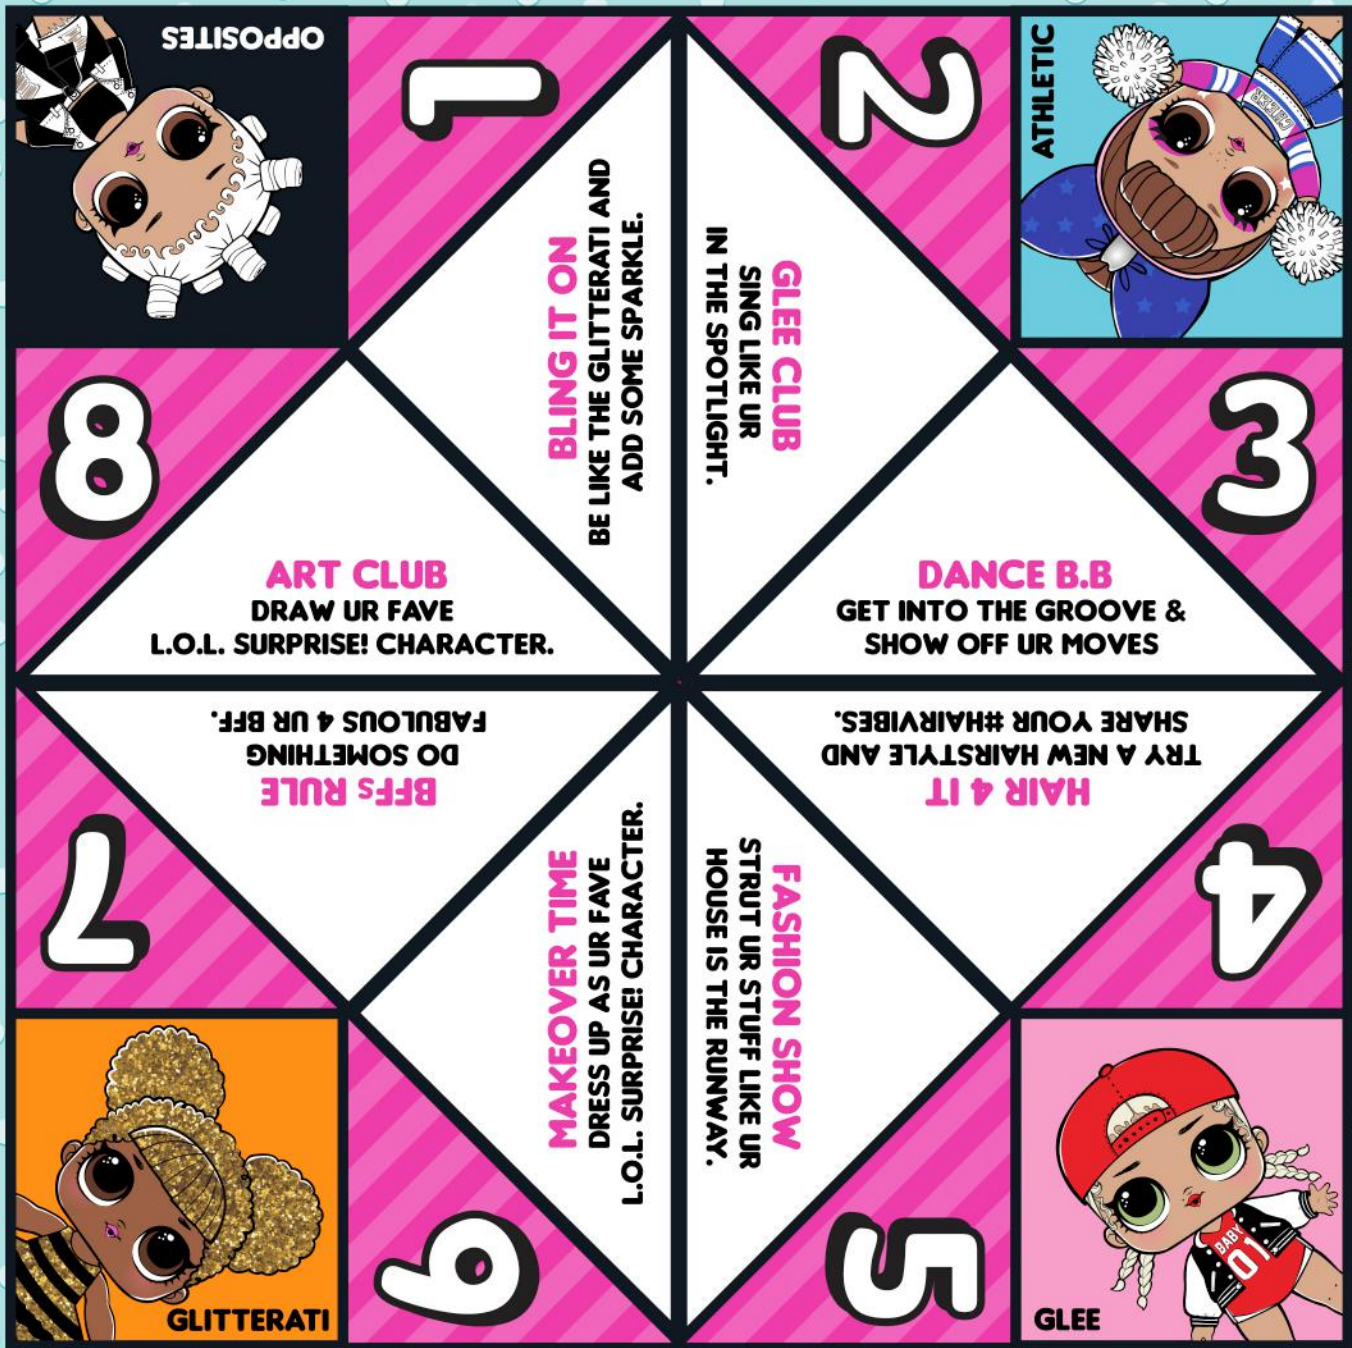 OPPOSITES
1
2
ATHLETIC
CHEER
BLING IT ON
BE LIKE THE GLITTERATI AND
ADD SOME SPARKLE.
GLEE CLUB
SING LIKE UR
IN THE SPOTLIGHT.
8
3
ART CLUB
DRAW UR FAVE
L.O.L. SURPRISE! CHARACTER.
DANCE B.B
GET INTO THE GROOVE &
SHOW OFF UR MOVES
BFFs RULE
DO SOMETHING
FABULOUS 4 UR BFF.
HAIR 4 IT
TRY A NEW HAIRSTYLE AND
SHARE YOUR #HAIRVIBES.
7
4
MAKEOVER TIME
DRESS UP AS UR FAVE
L.O.L. SURPRISE! CHARACTER.
FASHION SHOW
STRUT UR STUFF LIKE UR
HOUSE IS THE RUNWAY.
GLITTERATI
6
5
GLEE
BABY
01